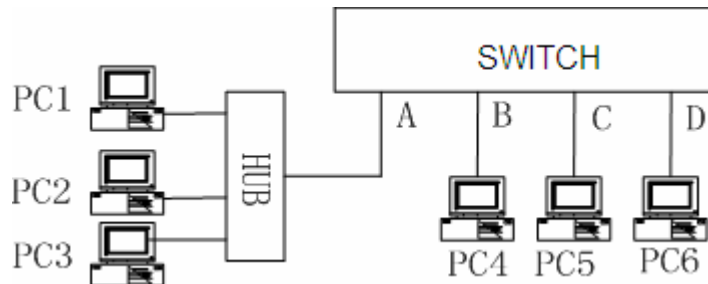 SWITCH
PC1
A B C D
HUB
PC2
PC3
PC4 PC5 PC6